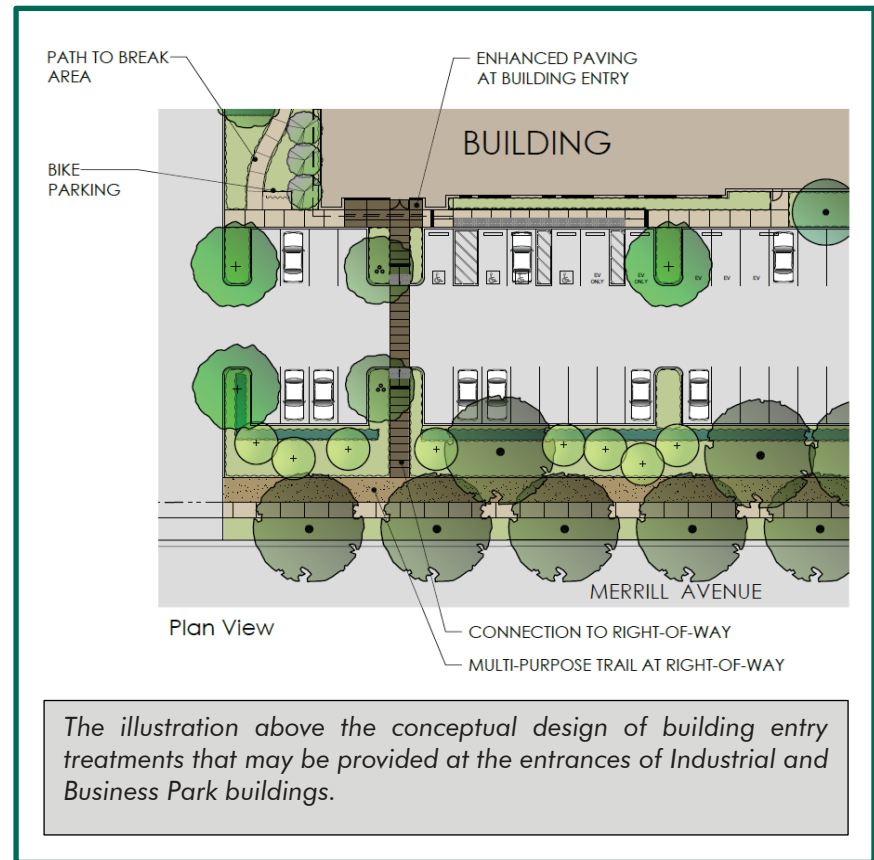 PATH TO BREAK
AREA
ENHANCED PAVING
AT BUILDING ENTRY
BUILDING
BIKE
PARKING
EV
ONLY
EV
ONLY
EV
EV
EV
MERRILL AVENUE
Plan View
CONNECTION TO RIGHT-OF-WAY
MULTI-PURPOSE TRAIL AT RIGHT-OF-WAY
The illustration above the conceptual design of building entry
treatments that may be provided at the entrances of Industrial and
Business Park buildings.